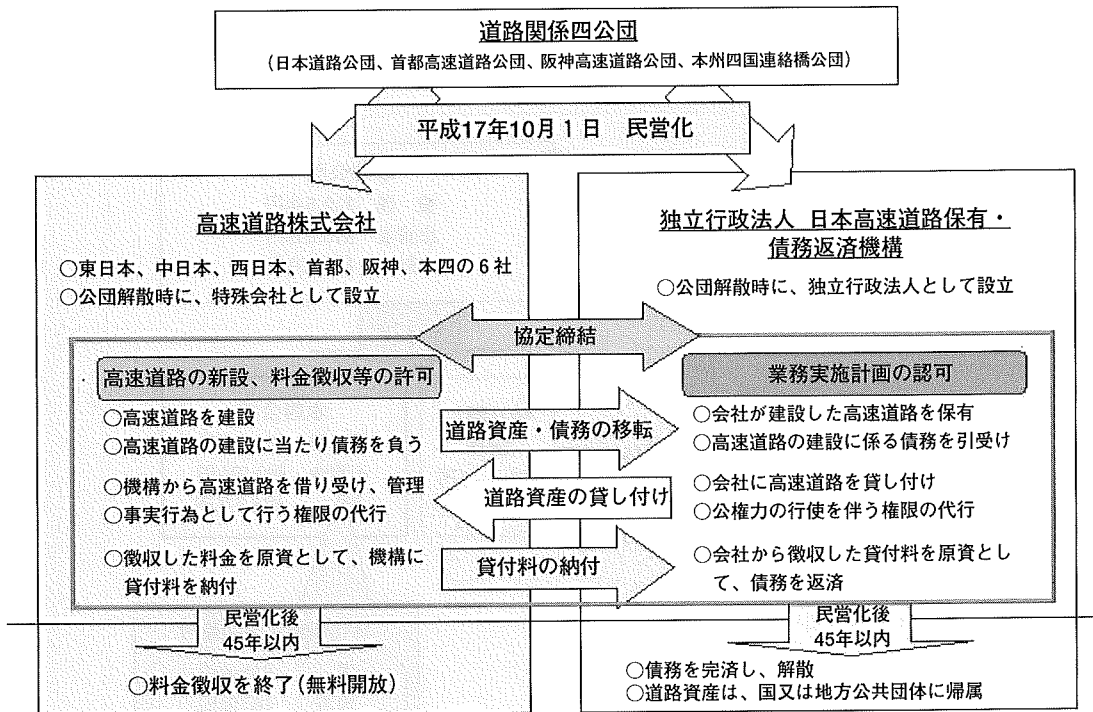 道路関係四公団
（日本道路公団、首都高速道路公団、阪神高速道路公団、本州四国連絡橋公団）
平成17年10月１日　民営化
高速道路株式会社
○東日本、中日本、西日本、首都、阪神、本四の６社
○公団解散時に、特殊会社として設立
独立行政法人 日本高速道路保有・
債務返済機構
○公団解散時に、独立行政法人として設立
協定締結
高速道路の新設、料金徴収等の許可
○高速道路を建設
○高速道路の建設に当たり債務を負う
○機構から高速道路を借り受け、管理
○事実行為として行う権限の代行
○徴収した料金を原資として、機構に
貸付料を納付
道路資産・債務の移転
道路資産の貸し付け
貸付料の納付
業務実施計画の認可
○会社が建設した高速道路を保有
○高速道路の建設に係る債務を引受け
○会社に高速道路を貸し付け
○公権力の行使を伴う権限の代行
○会社から徴収した貸付料を原資とし
て、債務を返済
民営化後
45年以内
○料金徴収を終了（無料開放）
民営化後
45年以内
○債務を完済し、解散
○道路資産は、国又は地方公共団体に帰属